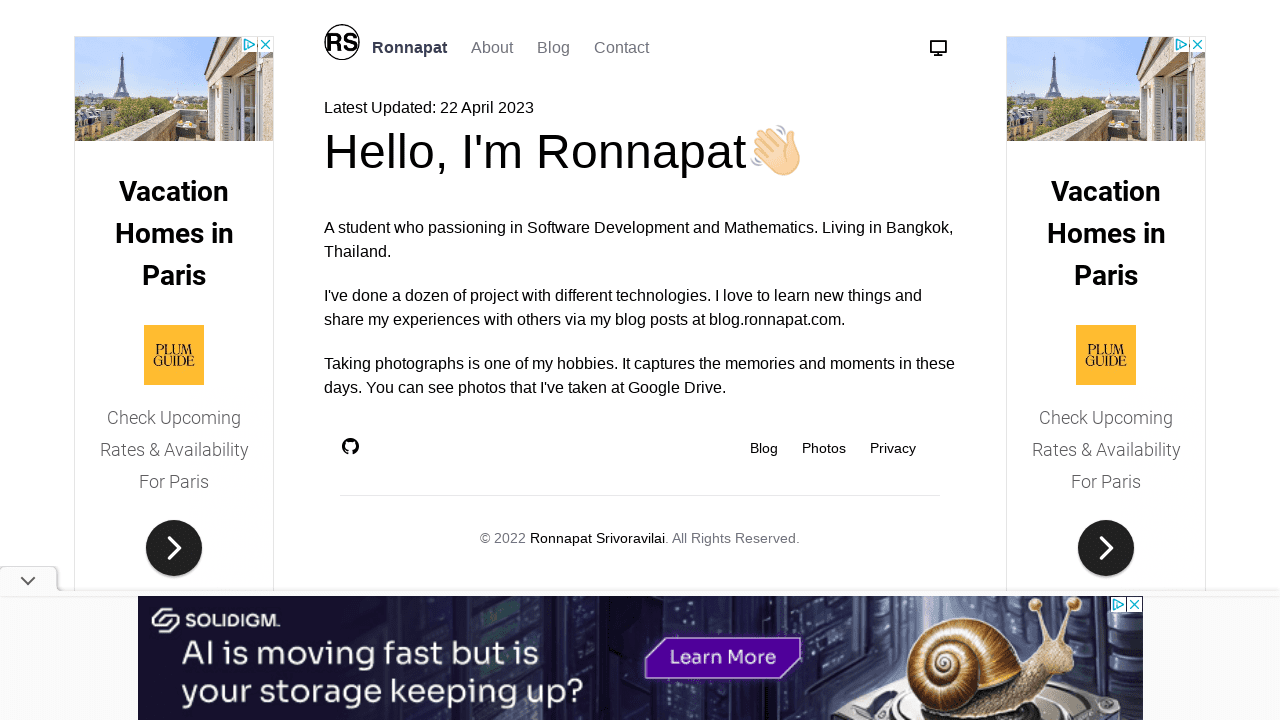 RS
Ronnapat
About
Blog
Contact
Latest Updated: 22 April 2023
Hello, I'm Ronnapat👋🏻
A student who passioning in Software Development and Mathematics. Living in Bangkok,
Thailand.
I've done a dozen of project with different technologies. I love to learn new things and
share my experiences with others via my blog posts at blog.ronnapat.com.
Taking photographs is one of my hobbies. It captures the memories and moments in these
days. You can see photos that I've taken at Google Drive.
Blog
Photos
Privacy
© 2022 Ronnapat Srivoravilai. All Rights Reserved.
Vacation
Homes in
Paris
PLUM
GUIDE
Check Upcoming
Rates & Availability
For Paris
Vacation
Homes in
Paris
PLUM
GUIDE
Check Upcoming
Rates & Availability
For Paris
SOLIDIGM
AI is moving fast but is
your storage keeping up?
Learn More